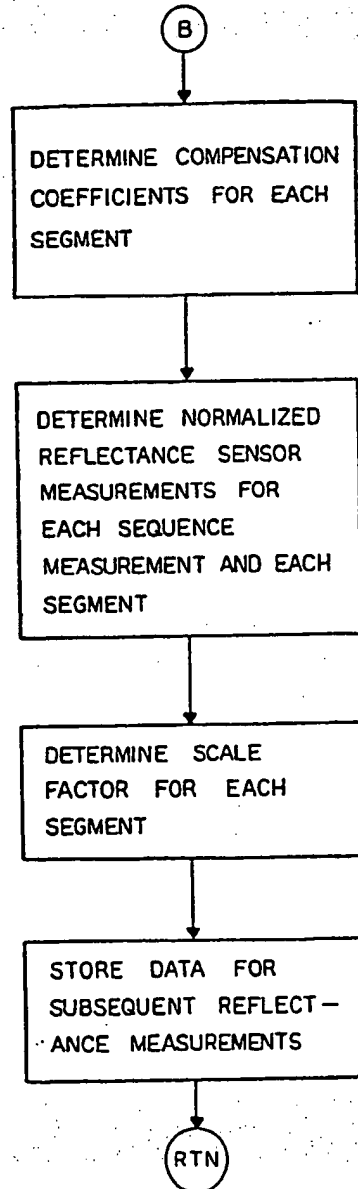 B
DETERMINE COMPENSATION
COEFFICIENTS FOR EACH
SEGMENT
DETERMINE NORMALIZED
REFLECTANCE SENSOR
MEASUREMENTS FOR
EACH SEQUENCE
MEASUREMENT AND EACH
SEGMENT
DETERMINE SCALE
FACTOR FOR EACH
SEGMENT
STORE DATA FOR
SUBSEQUENT REFLECT-
ANCE MEASUREMENTS
RTN